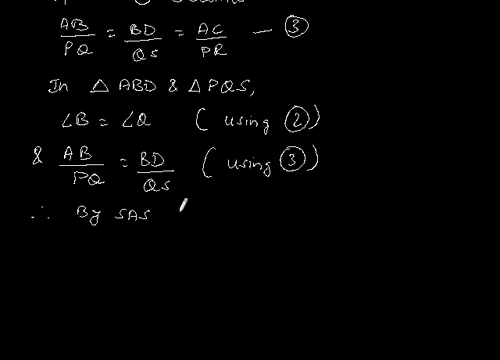 AB/PQ = BD/QS = AC/PR — ③
In △ ABD & △ PQS,
∠B = ∠Q (using ②)
& AB/PQ = BD/QS (using ③)
∴ By SAS